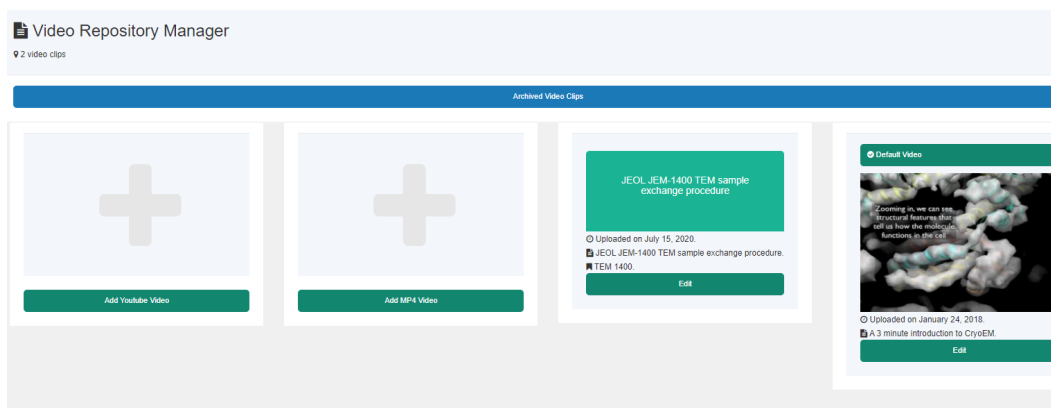 Video Repository Manager
2 video clips
Archived Video Clips
Add Youtube Video
Add MP4 Video
JEOL JEM-1400 TEM sample
exchange procedure
Uploaded on July 15, 2020.
JEOL JEM-1400 TEM sample exchange procedure.
TEM 1400.
Edit
Default Video
Zooming in, we can see
structural features that
tell us how the molecule
functions in the cell
Uploaded on January 24, 2018.
A 3 minute introduction to CryoEM.
Edit